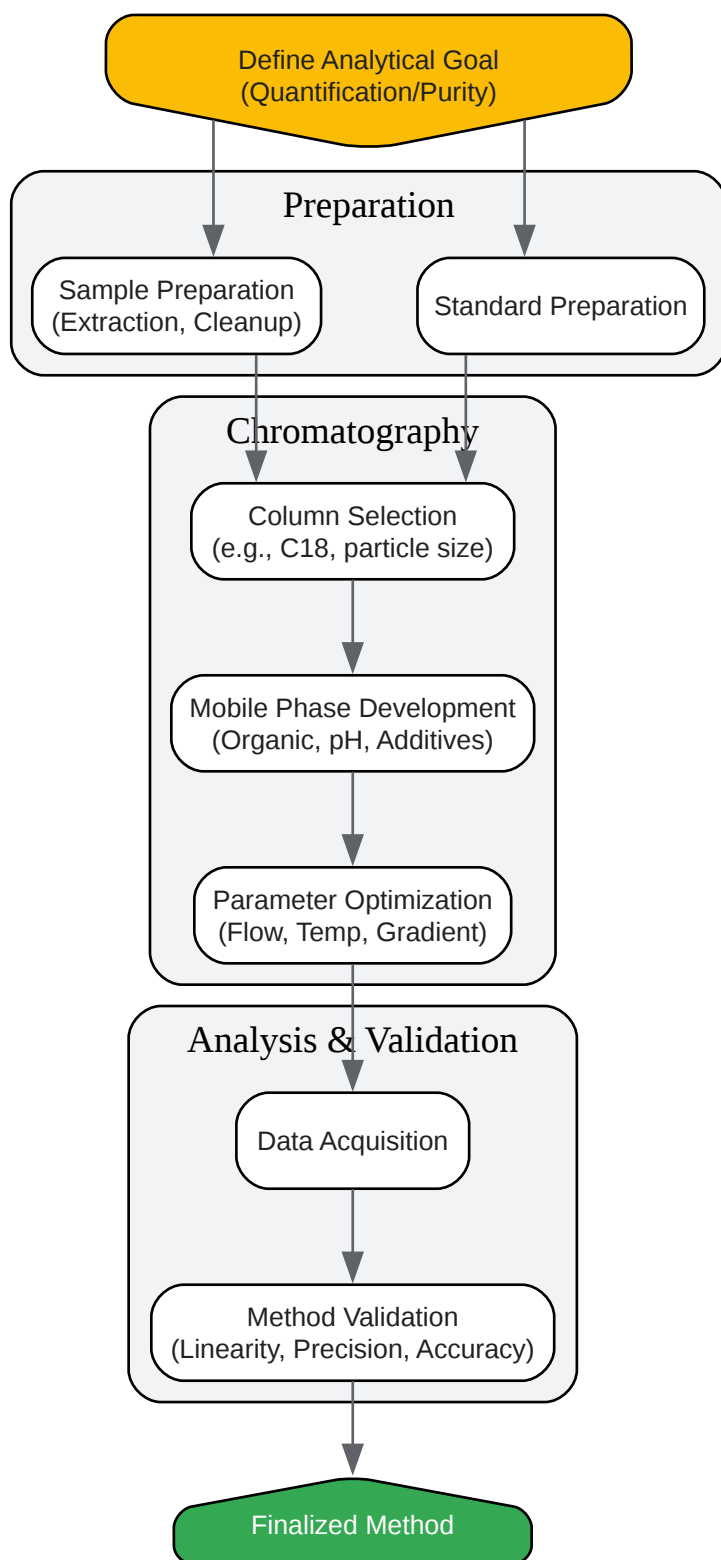 Define Analytical Goal
(Quantification/Purity)
Preparation
Sample Preparation
(Extraction, Cleanup)
Standard Preparation
Chromatography
Column Selection
(e.g., C18, particle size)
Mobile Phase Development
(Organic, pH, Additives)
Parameter Optimization
(Flow, Temp, Gradient)
Analysis & Validation
Data Acquisition
Method Validation
(Linearity, Precision, Accuracy)
Finalized Method